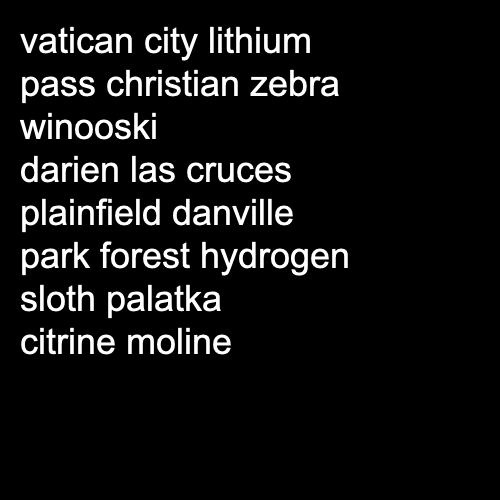 vatican city lithium
pass christian zebra
winooski
darien las cruces
plainfield danville
park forest hydrogen
sloth palatka
citrine moline